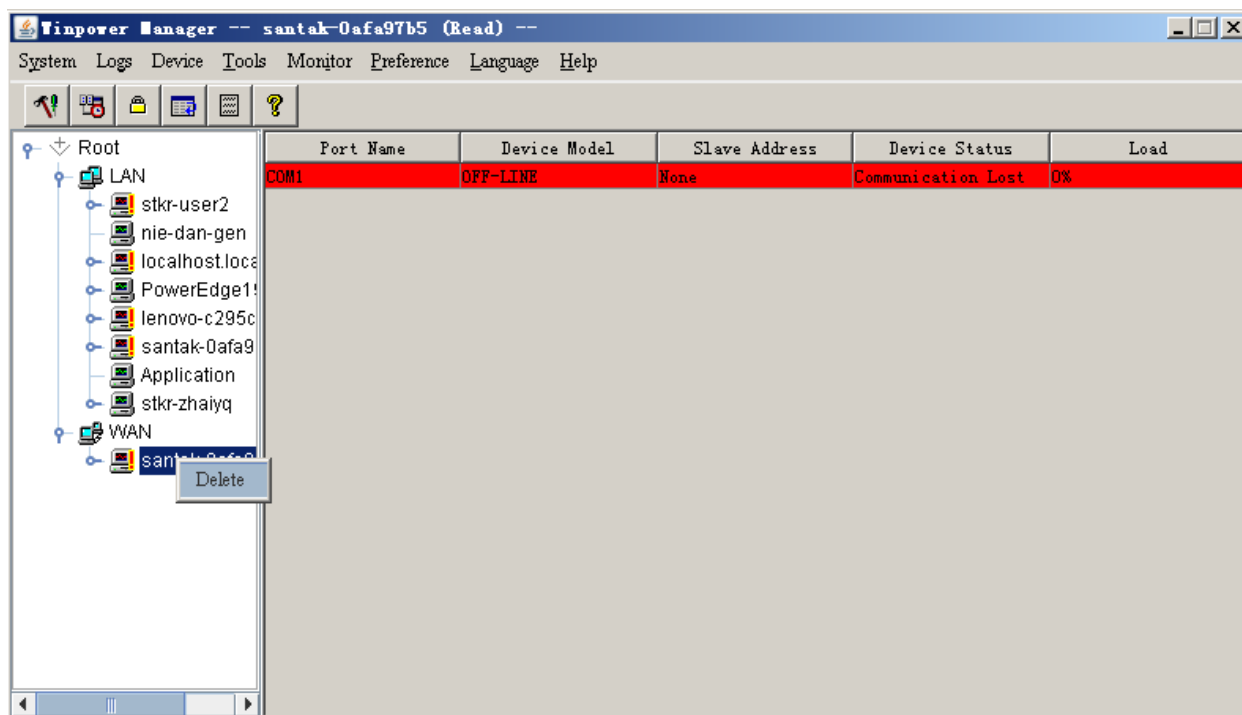 Winpower Manager -- santak-0afa97b5 (Read) --
System Logs Device Tools Monitor Preference Language Help
Root
LAN
stkr-user2
nie-dan-gen
localhost.loca
PowerEdge1
lenovo-c295c
santak-0afa9
Application
stkr-zhaiyq
WAN
santak-0afa9
Delete
Port Name Device Model Slave Address Device Status Load
COM1 OFF-LINE None Communication Lost 0%